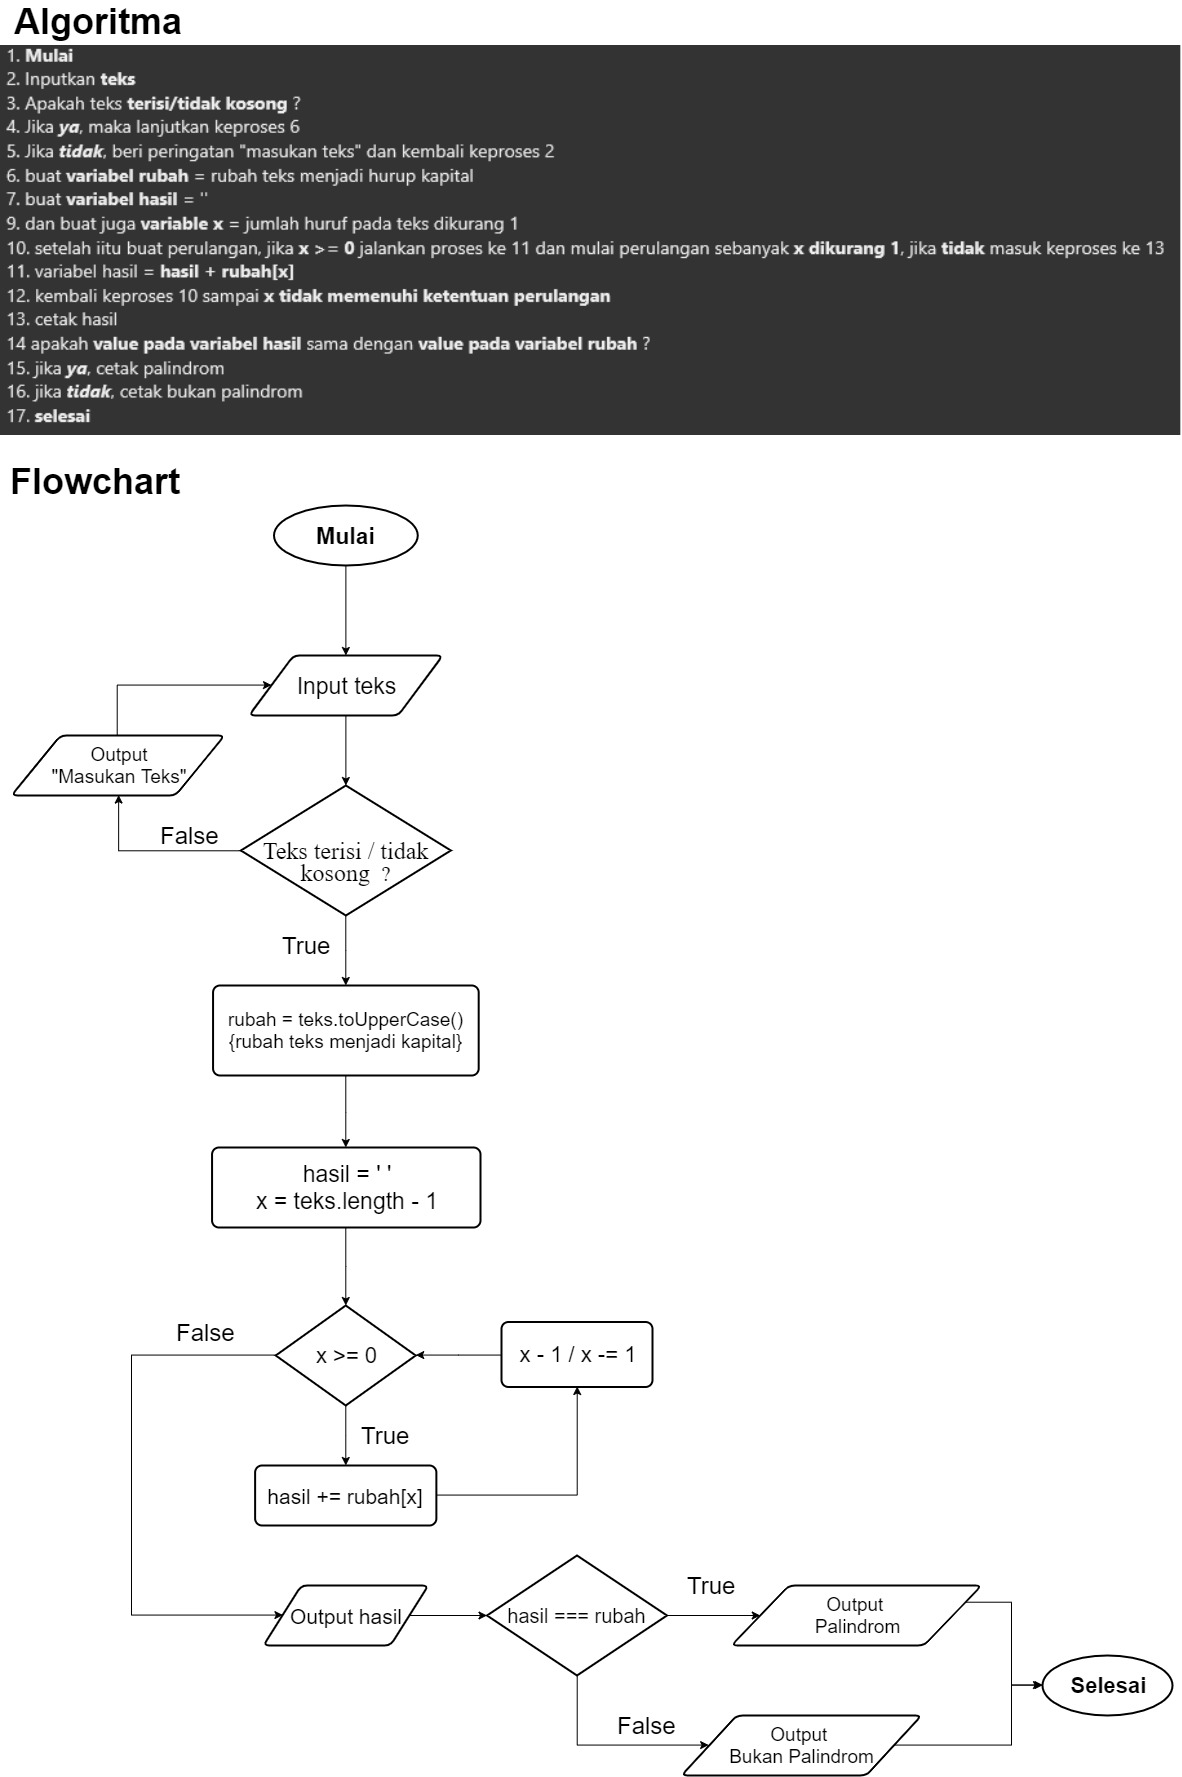 Algoritma
1. Mulai
2. Inputkan teks
3. Apakah teks terisi/tidak kosong ?
4. Jika ya, maka lanjutkan keproses 6
5. Jika tidak, beri peringatan "masukan teks" dan kembali keproses 2
6. buat variabel rubah = rubah teks menjadi hurup kapital
7. buat variabel hasil = ''
9. dan buat juga variable x = jumlah huruf pada teks dikurang 1
10. setelah iitu buat perulangan, jika x >= 0 jalankan proses ke 11 dan mulai perulangan sebanyak x dikurang 1, jika tidak masuk keproses ke 13
11. variabel hasil = hasil + rubah[x]
12. kembali keproses 10 sampai x tidak memenuhi ketentuan perulangan
13. cetak hasil
14 apakah value pada variabel hasil sama dengan value pada variabel rubah ?
15. jika ya, cetak palindrom
16. jika tidak, cetak bukan palindrom
17. selesai
Flowchart
Mulai
Input teks
Output
"Masukan Teks"
False
Teks terisi / tidak
kosong ?
True
rubah = teks.toUpperCase()
{rubah teks menjadi kapital}
hasil = ' '
x = teks.length - 1
False
x >= 0
x - 1 / x -= 1
True
hasil += rubah[x]
Output hasil
hasil === rubah
True
Output
Palindrom
Selesai
False
Output
Bukan Palindrom